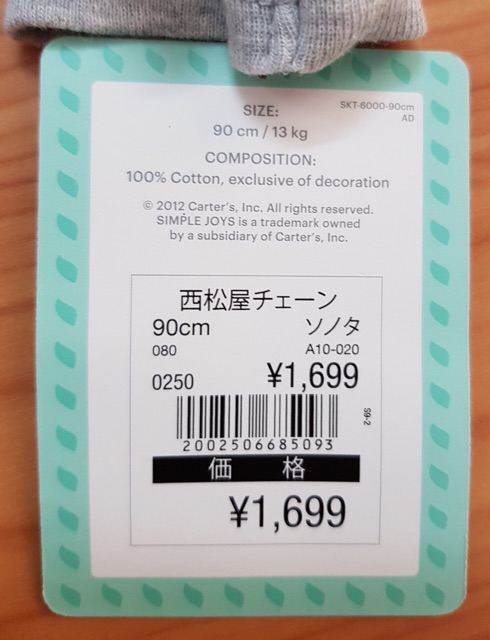 SIZE:
SKT-6000-90cm
AD
90 cm / 13 kg
COMPOSITION:
100% Cotton, exclusive of decoration
© 2012 Carter's, Inc. All rights reserved.
SIMPLE JOYS is a trademark owned
by a subsidiary of Carter's, Inc.
西松屋チェーン
90cm ソノタ
080 A10-020
0250 ¥1,699
S9-2
2002506685093
価 格
¥1,699